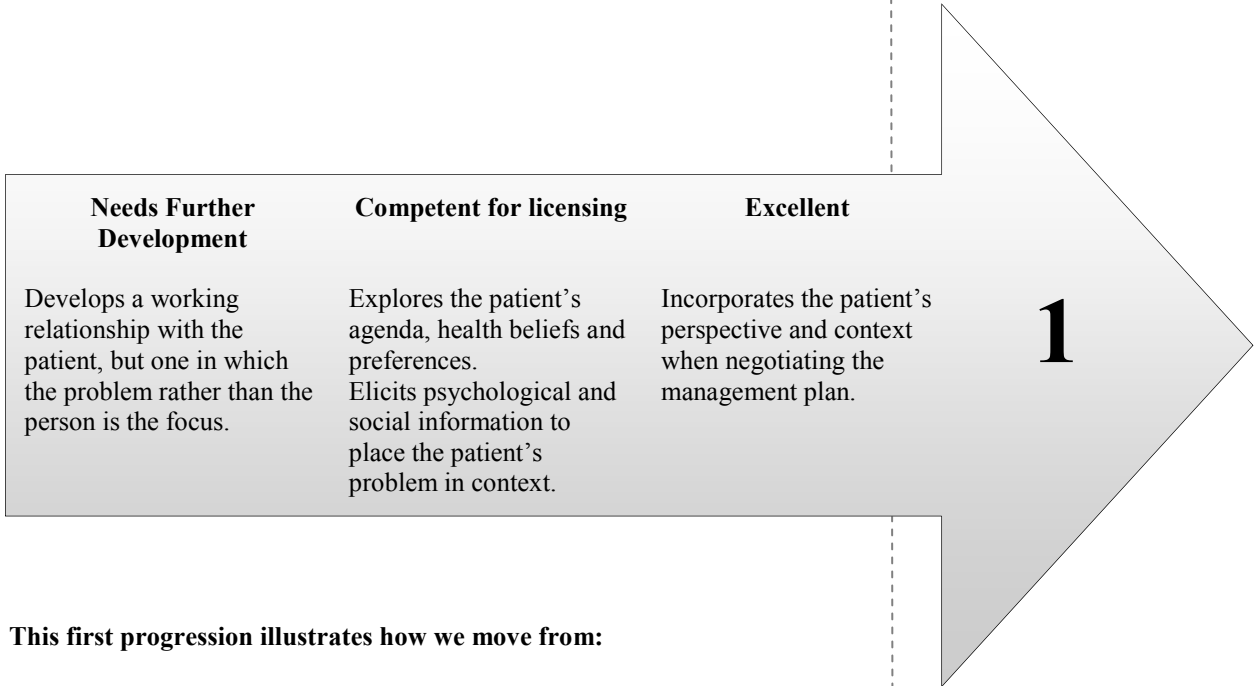 Needs Further
Development
Develops a working
relationship with the
patient, but one in which
the problem rather than the
person is the focus.
Competent for licensing
Explores the patient’s
agenda, health beliefs and
preferences.
Elicits psychological and
social information to
place the patient’s
problem in context.
Excellent
Incorporates the patient’s
perspective and context
when negotiating the
management plan.
1
This first progression illustrates how we move from: